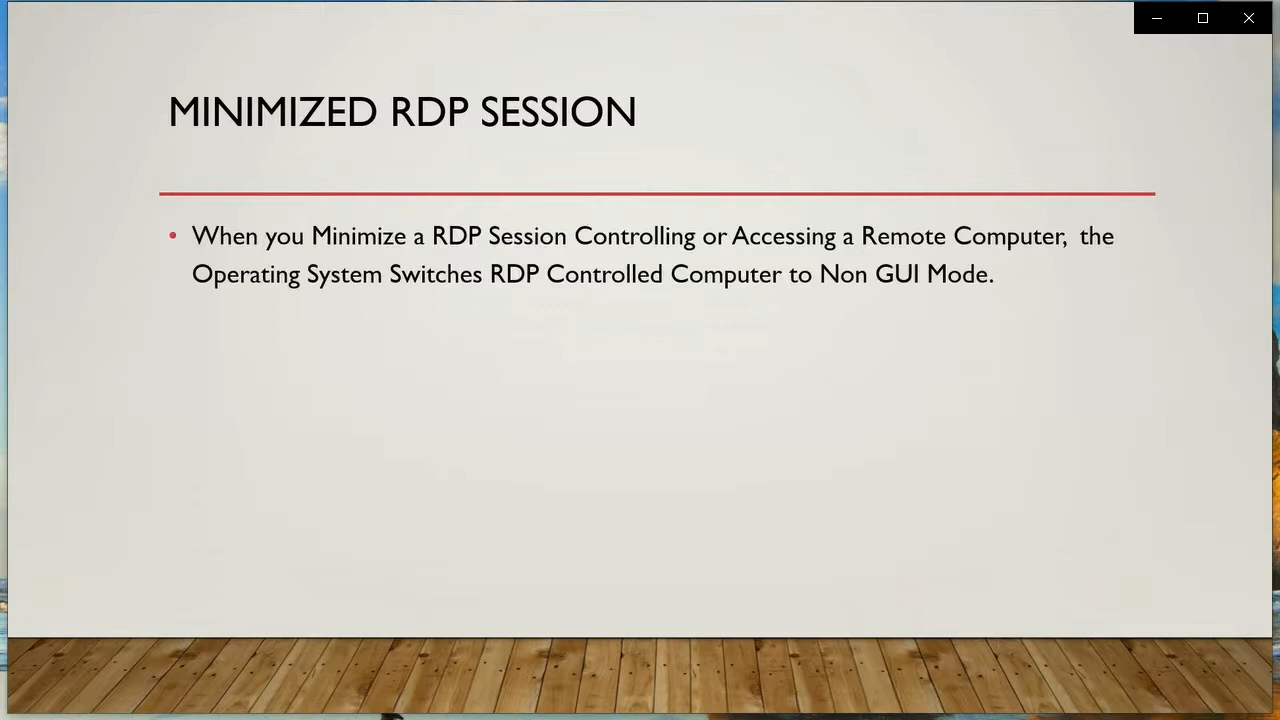 MINIMIZED RDP SESSION
• When you Minimize a RDP Session Controlling or Accessing a Remote Computer,  the
Operating System Switches RDP Controlled Computer to Non GUI Mode.